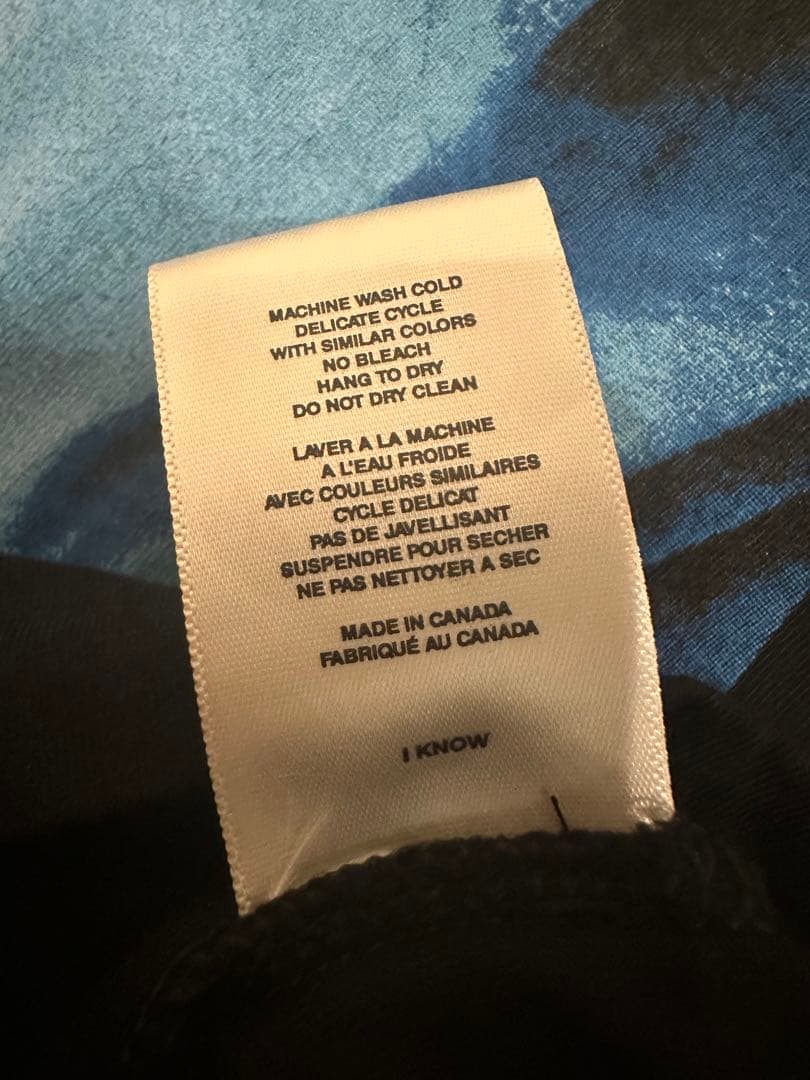 MACHINE WASH COLD
DELICATE CYCLE
WITH SIMILAR COLORS
NO BLEACH
HANG TO DRY
DO NOT DRY CLEAN
LAVER A LA MACHINE
A L'EAU FROIDE
AVEC COULEURS SIMILAIRES
CYCLE DELICAT
PAS DE JAVELLISANT
SUSPENDRE POUR SECHER
NE PAS NETTOYER A SEC
MADE IN CANADA
FABRIQUÉ AU CANADA
I KNOW